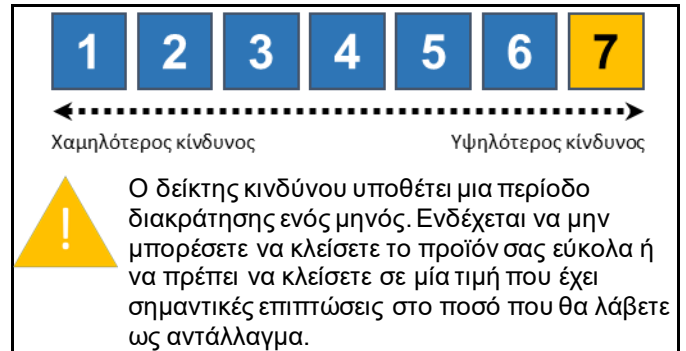 1 2 3 4 5 6 7
Χαμηλότερος κίνδυνος Υψηλότερος κίνδυνος
!
Ο δείκτης κινδύνου υποθέτει μια περίοδο
διακράτησης ενός μηνός. Ενδέχεται να μην
μπορέσετε να κλείσετε το προϊόν σας εύκολα ή
να πρέπει να κλείσετε σε μία τιμή που έχει
σημαντικές επιπτώσεις στο ποσό που θα λάβετε
ως αντάλλαγμα.